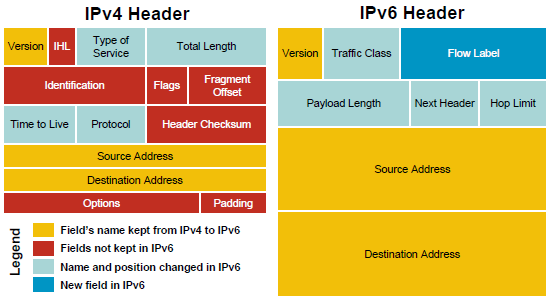 IPv4 Header
Version IHL Type of Service Total Length
Identification Flags Fragment Offset
Time to Live Protocol Header Checksum
Source Address
Destination Address
Options Padding
IPv6 Header
Version Traffic Class Flow Label
Payload Length Next Header Hop Limit
Source Address
Destination Address
Legend
Field's name kept from IPv4 to IPv6
Fields not kept in IPv6
Name and position changed in IPv6
New field in IPv6